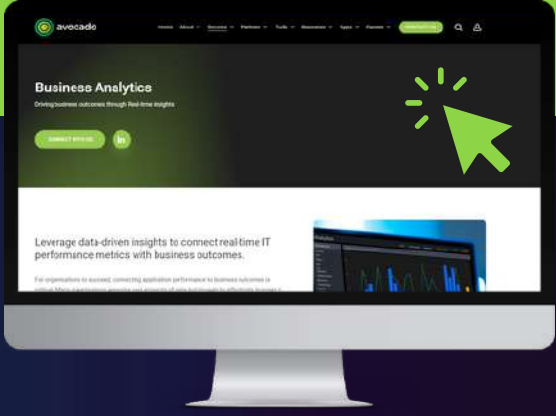 avocado
Home About Services Partners Tools Resources Apps Careers
Business Analytics
Driving business outcomes through Real-time insights
CONNECT WITH US
in
Leverage data-driven insights to connect real-time IT
performance metrics with business outcomes.
For organisations to succeed, connecting application performance to business outcomes is
Analytics